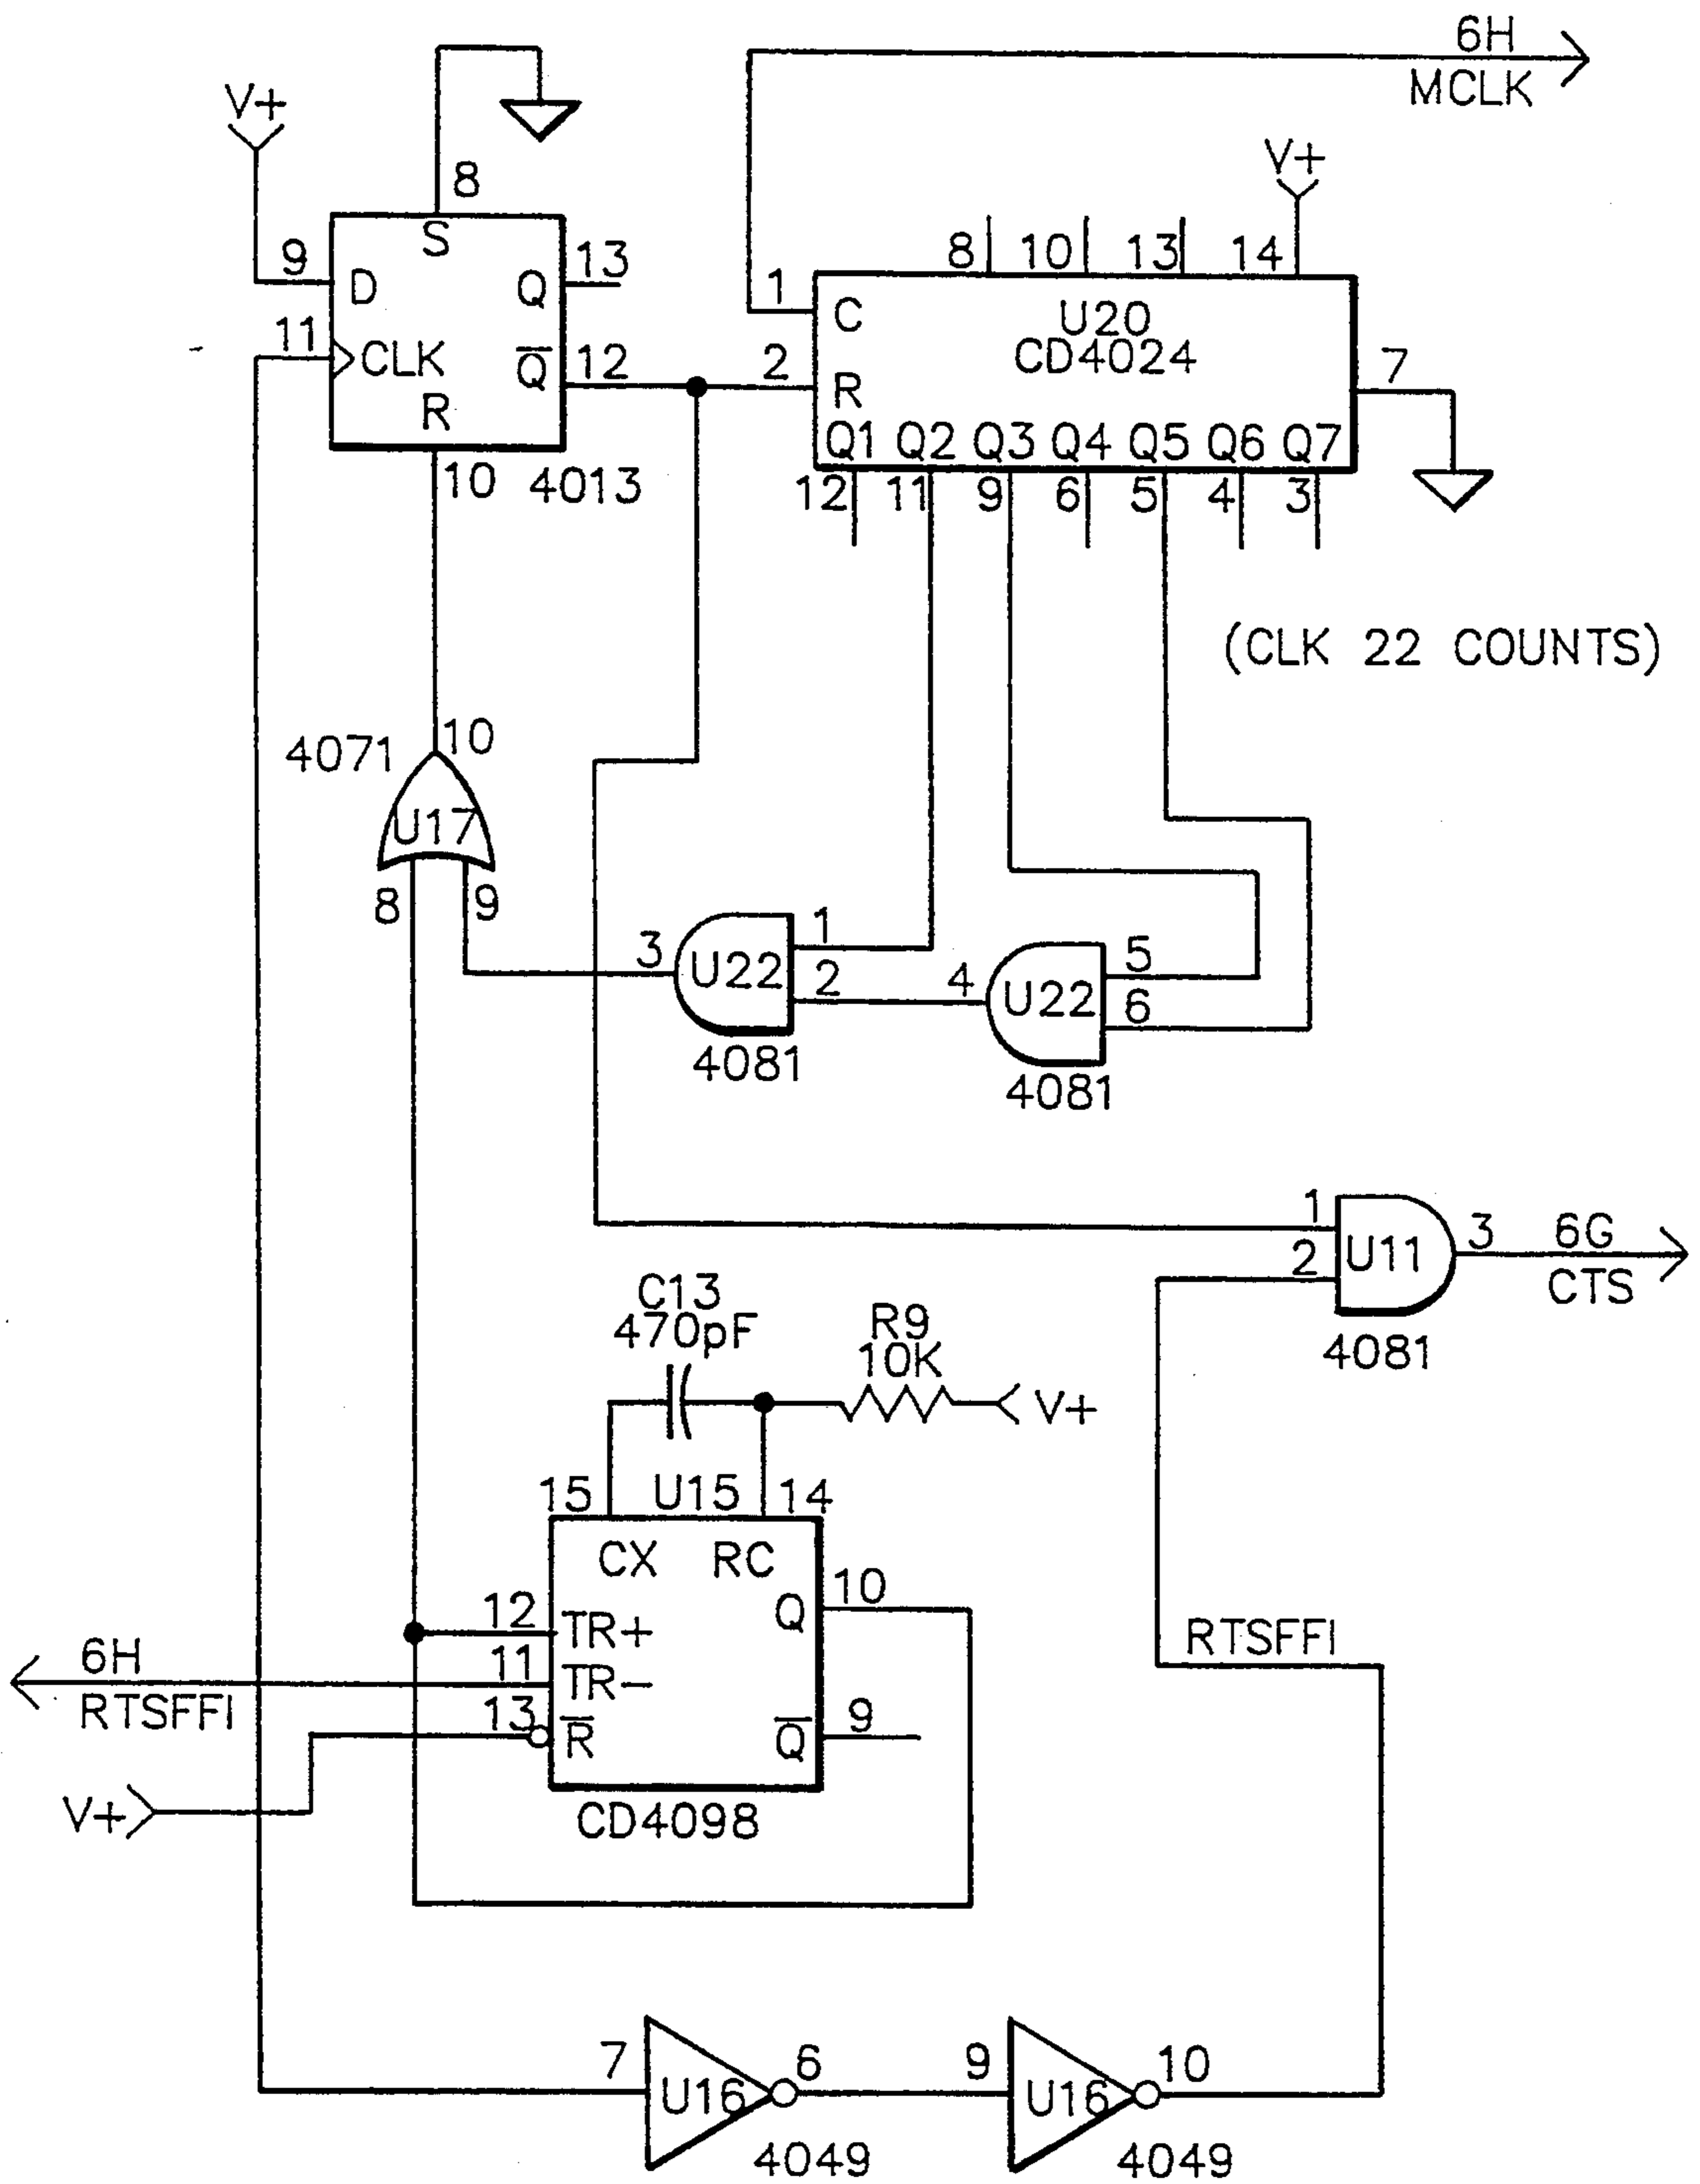 6H
MCLK
V+
8
V+
S
9
D
Q
13
11
CLK
Q
12
R
10
4013
8
10
13
14
1
C
U20
CD4024
2
R
7
Q1 Q2 Q3 Q4 Q5 Q6 Q7
12
11
9
6
5
4
3
(CLK 22 COUNTS)
4071
10
U17
8
9
3
U22
1
2
4081
4
U22
5
6
4081
1
2
U11
3
6G
CTS
4081
C13
470pF
R9
10K
V+
15
U15
14
CX RC
10
Q
12
TR+
6H
RTSFFI
11
TR-
13
R
Q
9
V+
CD4098
RTSFFI
7
U16
6
4049
9
U16
10
4049